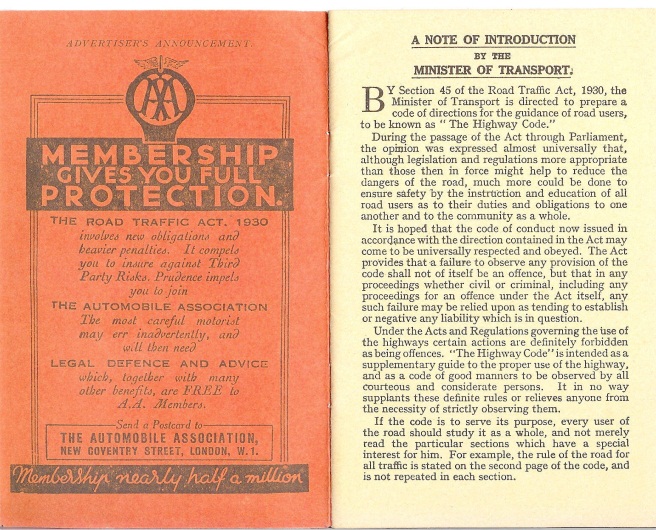 ADVERTISER'S ANNOUNCEMENT.
AA
MEMBERSHIP
GIVES YOU FULL
PROTECTION.
THE ROAD TRAFFIC ACT, 1930
involves new obligations and
heavier penalties. It compels
you to insure against Third
Party Risks. Prudence impels
you to join
THE AUTOMOBILE ASSOCIATION
The most careful motorist
may err inadvertently, and
will then need
LEGAL DEFENCE AND ADVICE
which, together with many
other benefits, are FREE to
A.A. Members.
Send a Postcard to
THE AUTOMOBILE ASSOCIATION,
NEW COVENTRY STREET, LONDON, W.1.
Membership nearly half a million
A NOTE OF INTRODUCTION
BY THE
MINISTER OF TRANSPORT.
BY Section 45 of the Road Traffic Act, 1930, the
Minister of Transport is directed to prepare a
code of directions for the guidance of road users,
to be known as "The Highway Code."
During the passage of the Act through Parliament,
the opinion was expressed almost universally that,
although legislation and regulations more appropriate
than those then in force might help to reduce the
dangers of the road, much more could be done to
ensure safety by the instruction and education of all
road users as to their duties and obligations to one
another and to the community as a whole.
It is hoped that the code of conduct now issued in
accordance with the direction contained in the Act may
come to be universally respected and obeyed. The Act
provides that a failure to observe any provision of the
code shall not of itself be an offence, but that in any
proceedings whether civil or criminal, including any
proceedings for an offence under the Act itself, any
such failure may be relied upon as tending to establish
or negative any liability which is in question.
Under the Acts and Regulations governing the use of
the highways certain actions are definitely forbidden
as being offences. "The Highway Code" is intended as a
supplementary guide to the proper use of the highway,
and as a code of good manners to be observed by all
courteous and considerate persons. It in no way
supplants these definite rules or relieves anyone from
the necessity of strictly observing them.
If the code is to serve its purpose, every user of
the road should study it as a whole, and not merely
read the particular sections which have a special
interest for him. For example, the rule of the road for
all traffic is stated on the second page of the code, and
is not repeated in each section.